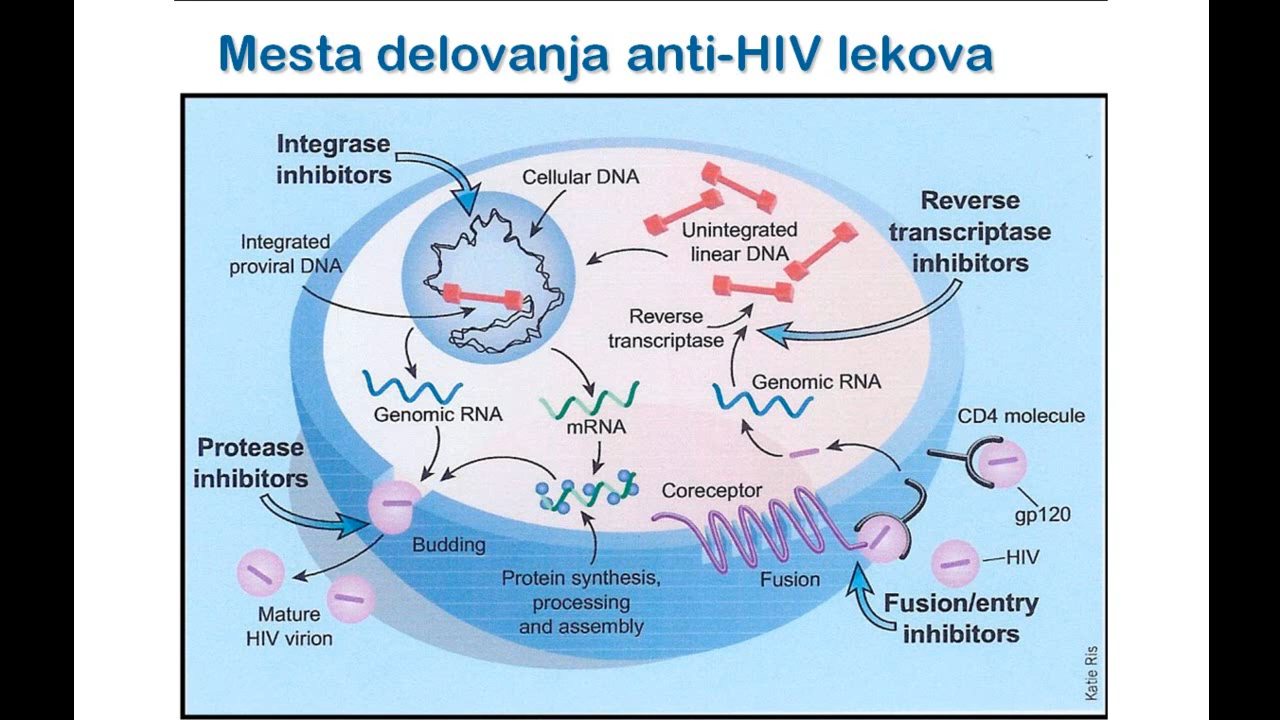 Mesta delovanja anti-HIV lekova
Integrase
inhibitors
Cellular DNA
Integrated
proviral DNA
Unintegrated
linear DNA
Reverse
transcriptase
inhibitors
Reverse
transcriptase
Genomic RNA
mRNA
Genomic RNA
CD4 molecule
gp120
Protease
inhibitors
Coreceptor
Budding
Fusion
HIV
Protein synthesis,
processing
and assembly
Mature
HIV virion
Fusion/entry
inhibitors
Katie Ris